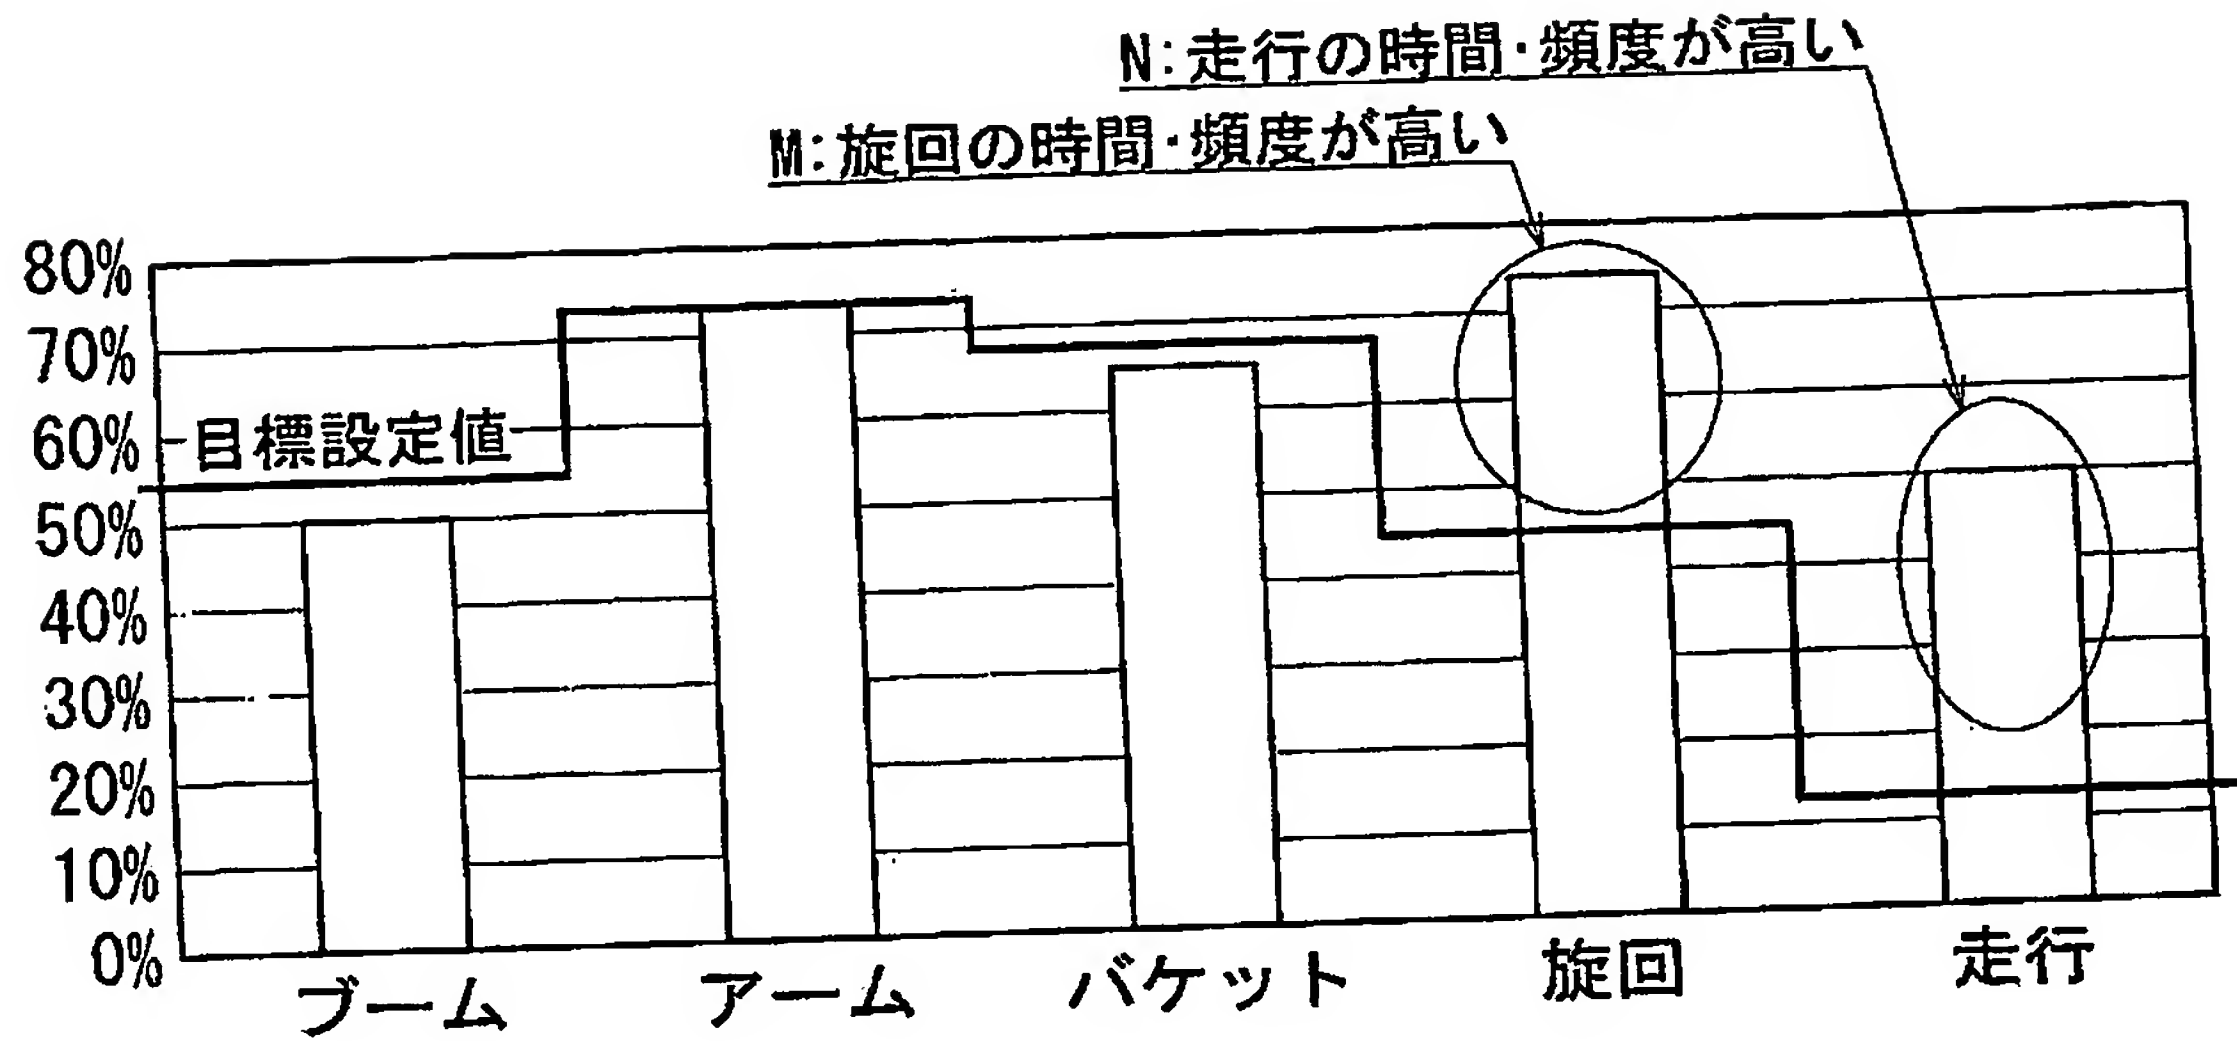 N:走行の時間・頻度が高い
M:旋回の時間・頻度が高い
80%
70%
60%
目標設定値
50%
40%
30%
20%
10%
0%
ブーム
アーム
バケット
旋回
走行